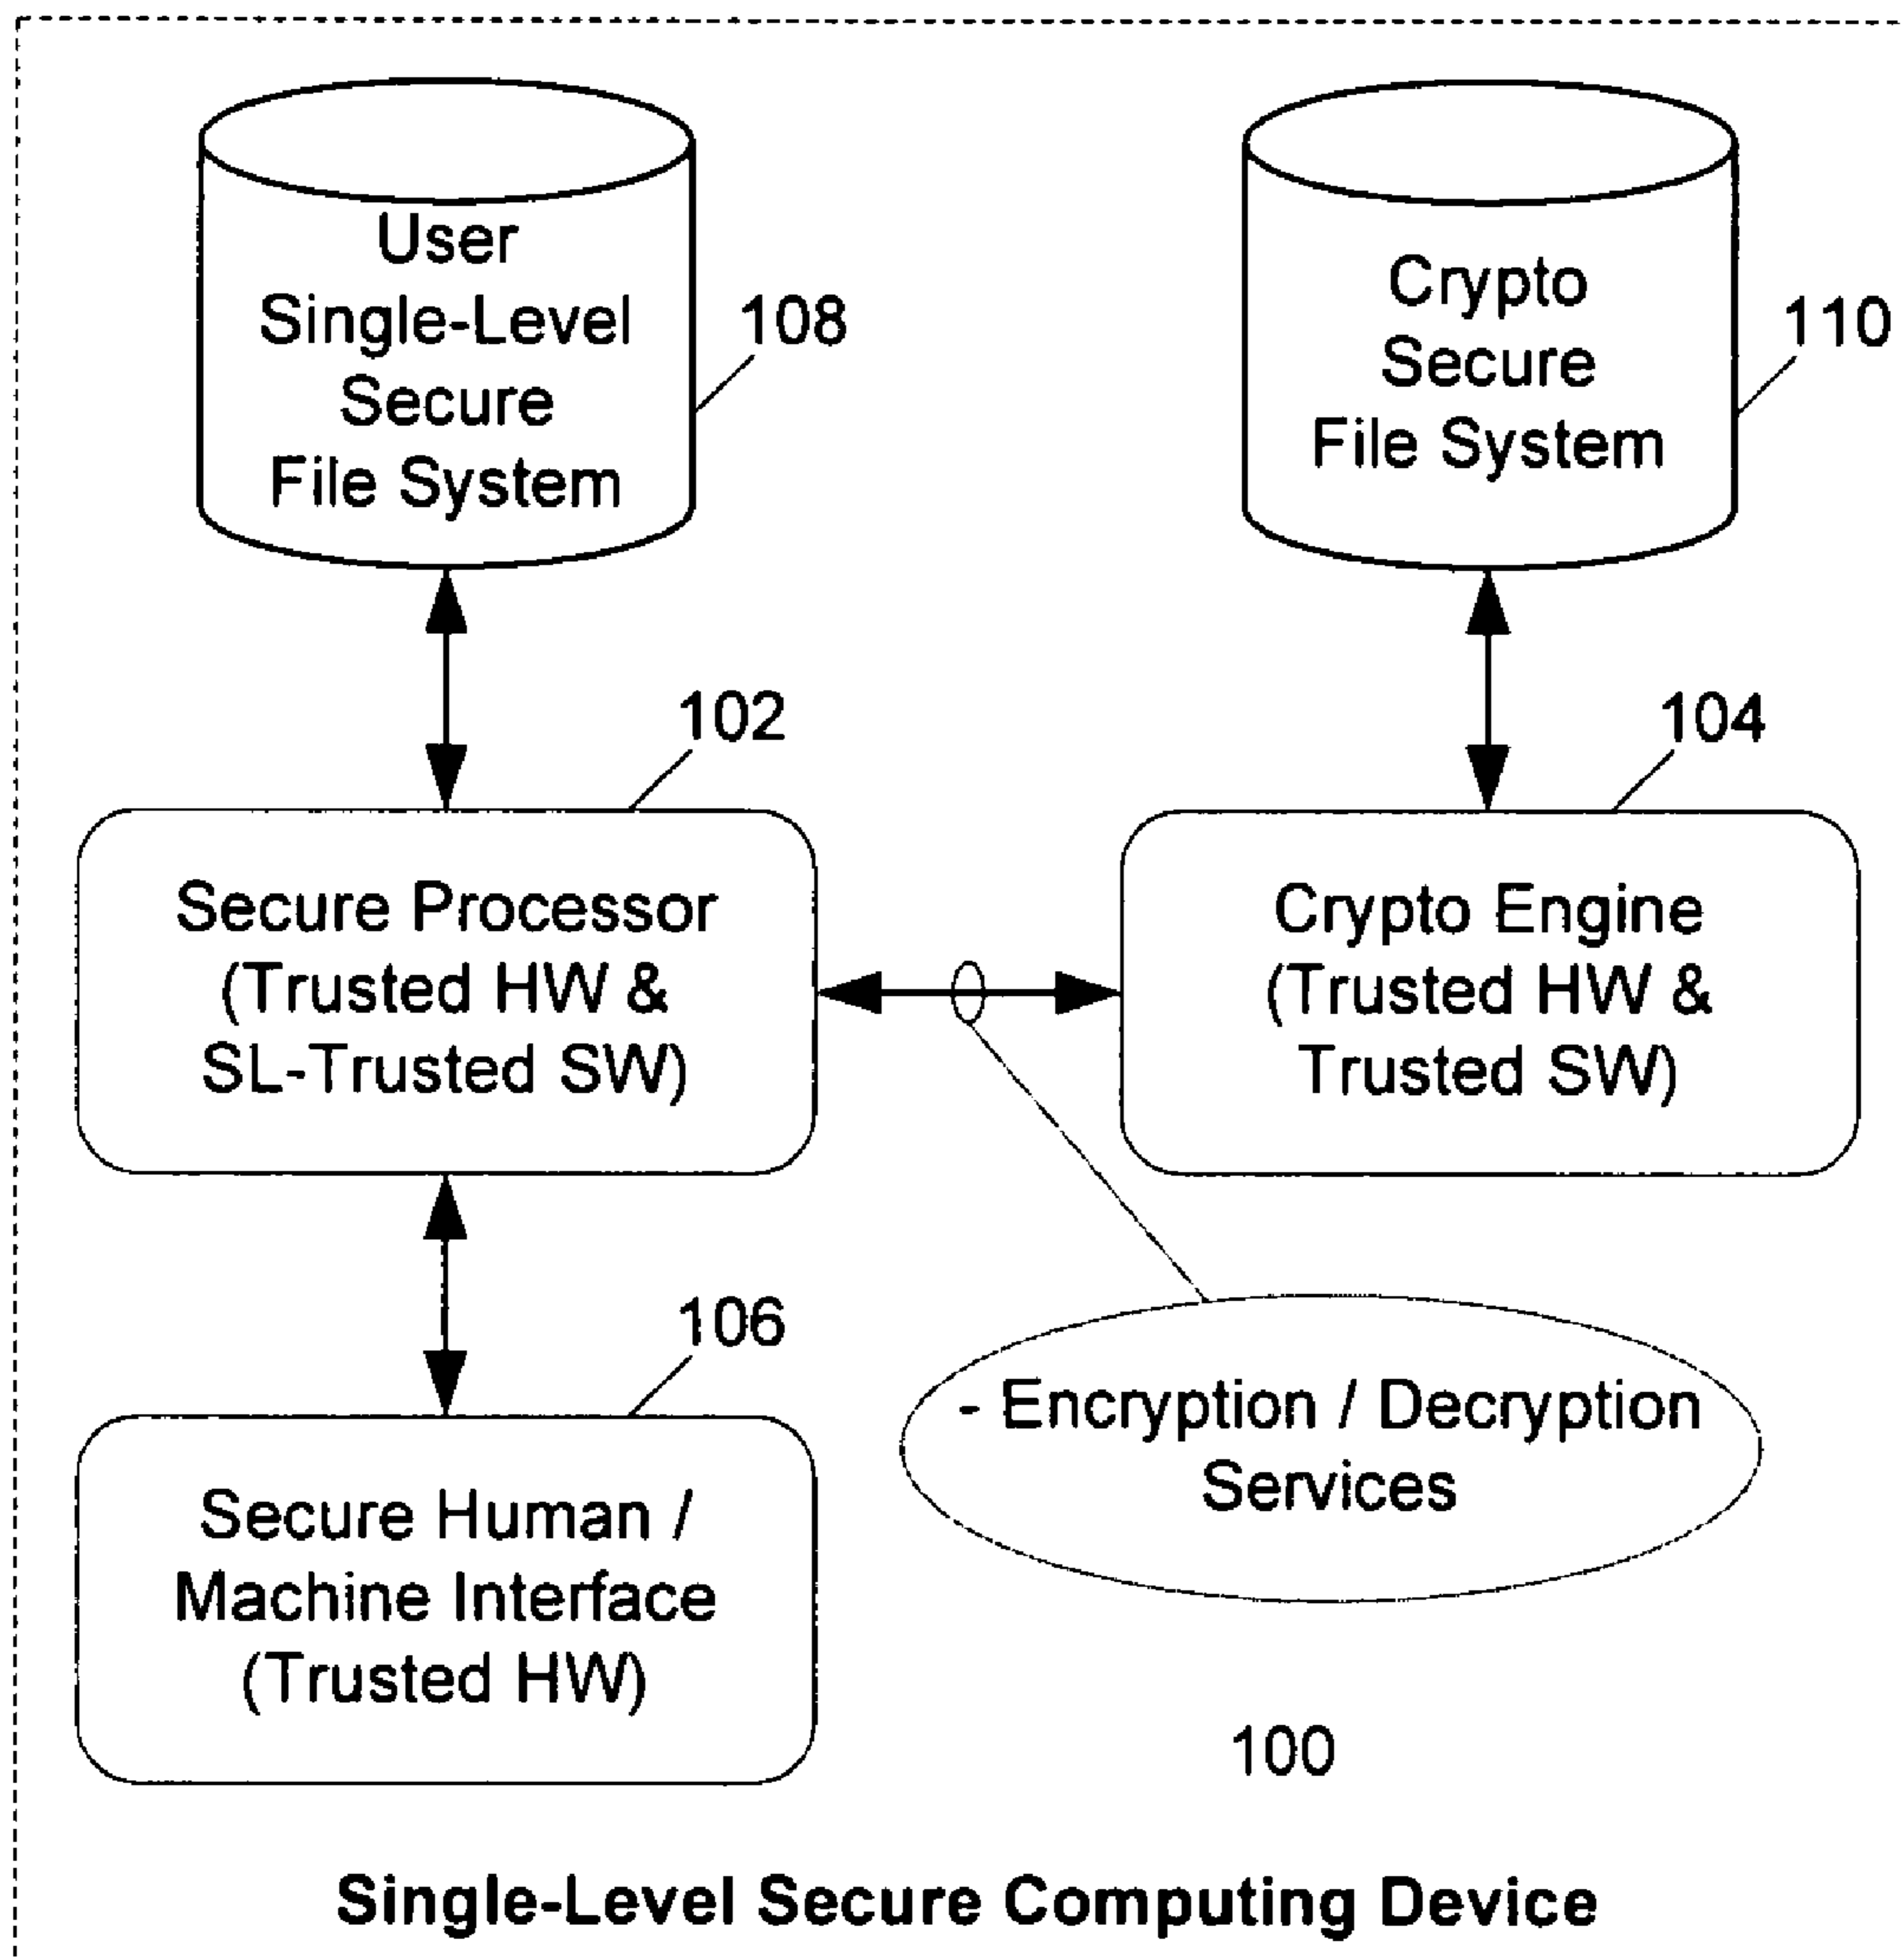 User
Single-Level
Secure
File System
108
Crypto
Secure
File System
110
102
104
Secure Processor
(Trusted HW &
SL-Trusted SW)
Crypto Engine
(Trusted HW &
Trusted SW)
106
Secure Human /
Machine Interface
(Trusted HW)
- Encryption / Decryption
Services
100
Single-Level Secure Computing Device